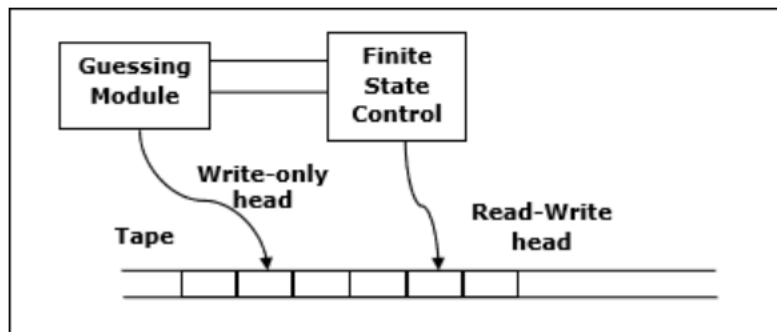 Guessing
Module
Finite
State
Control
Write-only
head
Read-Write
head
Tape